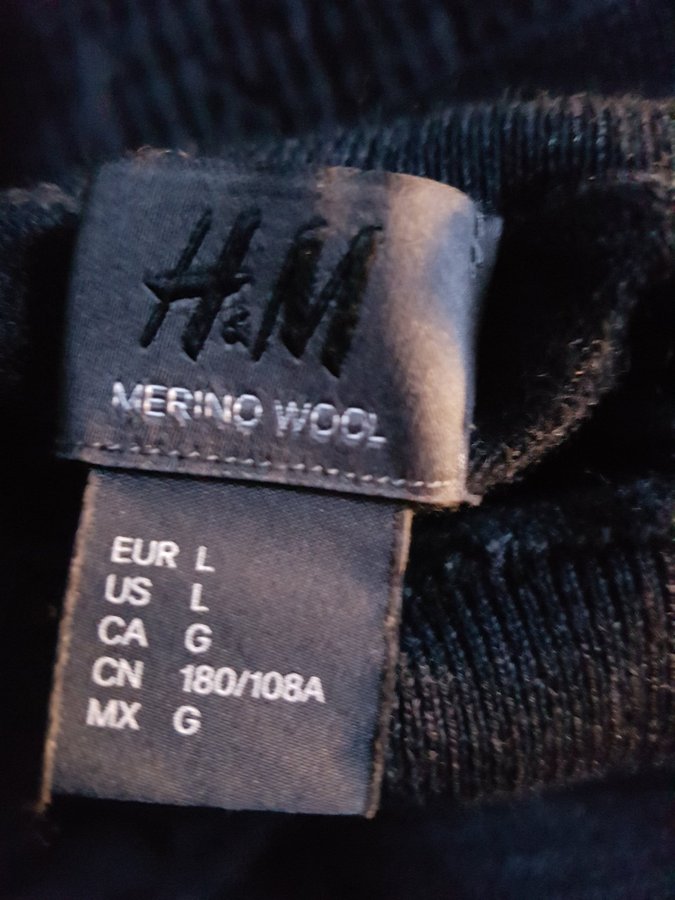 H&M
MERINO WOOL
EUR L
US L
CA G
CN 180/108A
MX G